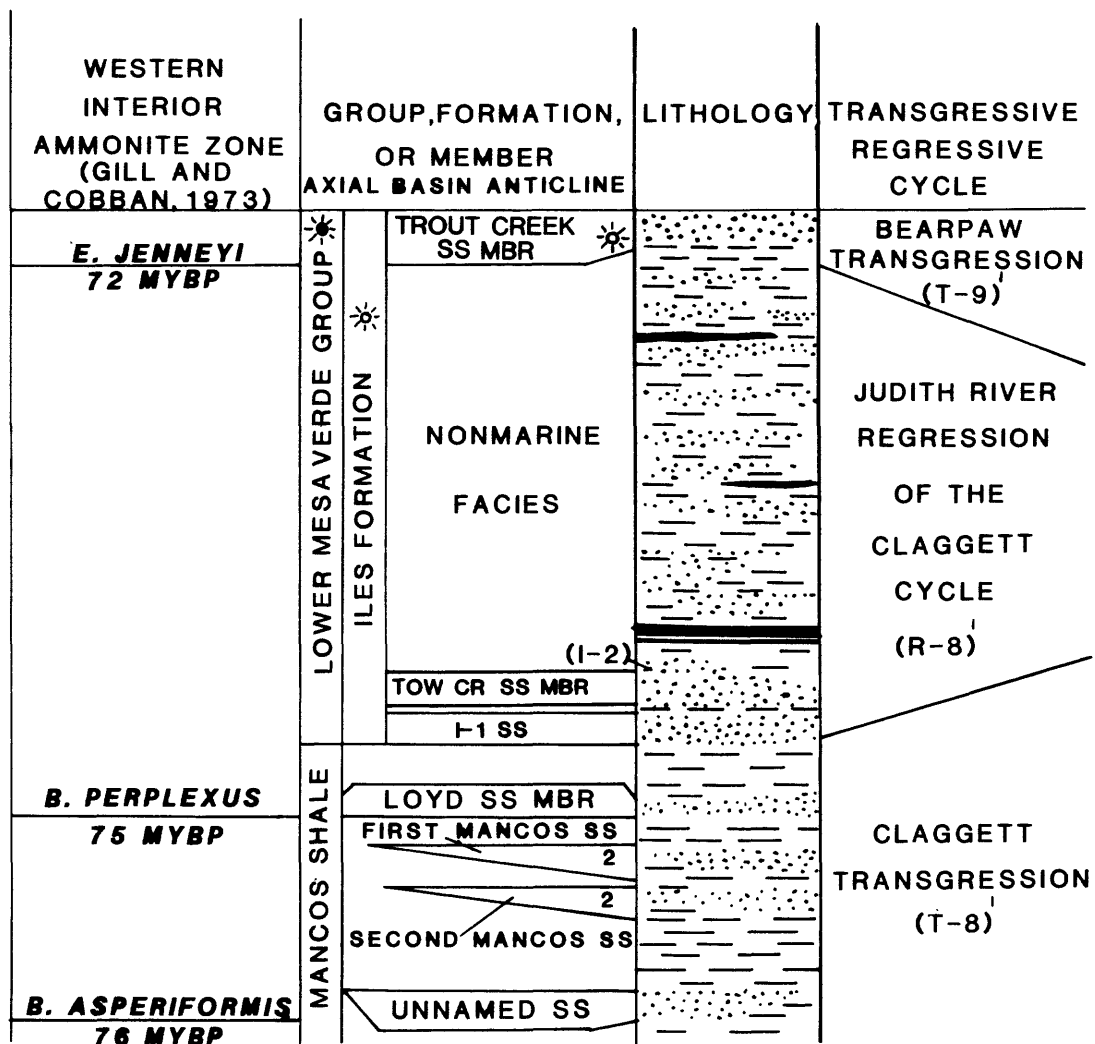 WESTERN
INTERIOR
AMMONITE ZONE
(GILL AND
COBBAN, 1973)
GROUP, FORMATION,
OR MEMBER
AXIAL BASIN ANTICLINE
LITHOLOGY
TRANSGRESSIVE
REGRESSIVE
CYCLE
E. JENNEYI
72 MYBP
B. PERPLEXUS
75 MYBP
B. ASPERIFORMIS
76 MYBP
LOWER MESAVERDE GROUP
MANCOS SHALE
ILES FORMATION
TROUT CREEK
SS MBR
NONMARINE
FACIES
(I-2)
TOW CR SS MBR
I-1 SS
LOYD SS MBR
FIRST MANCOS SS
2
2
SECOND MANCOS SS
UNNAMED SS
BEARPAW
TRANSGRESSION
(T-9)'
JUDITH RIVER
REGRESSION
OF THE
CLAGGETT
CYCLE
(R-8)'
CLAGGETT
TRANSGRESSION
(T-8)'